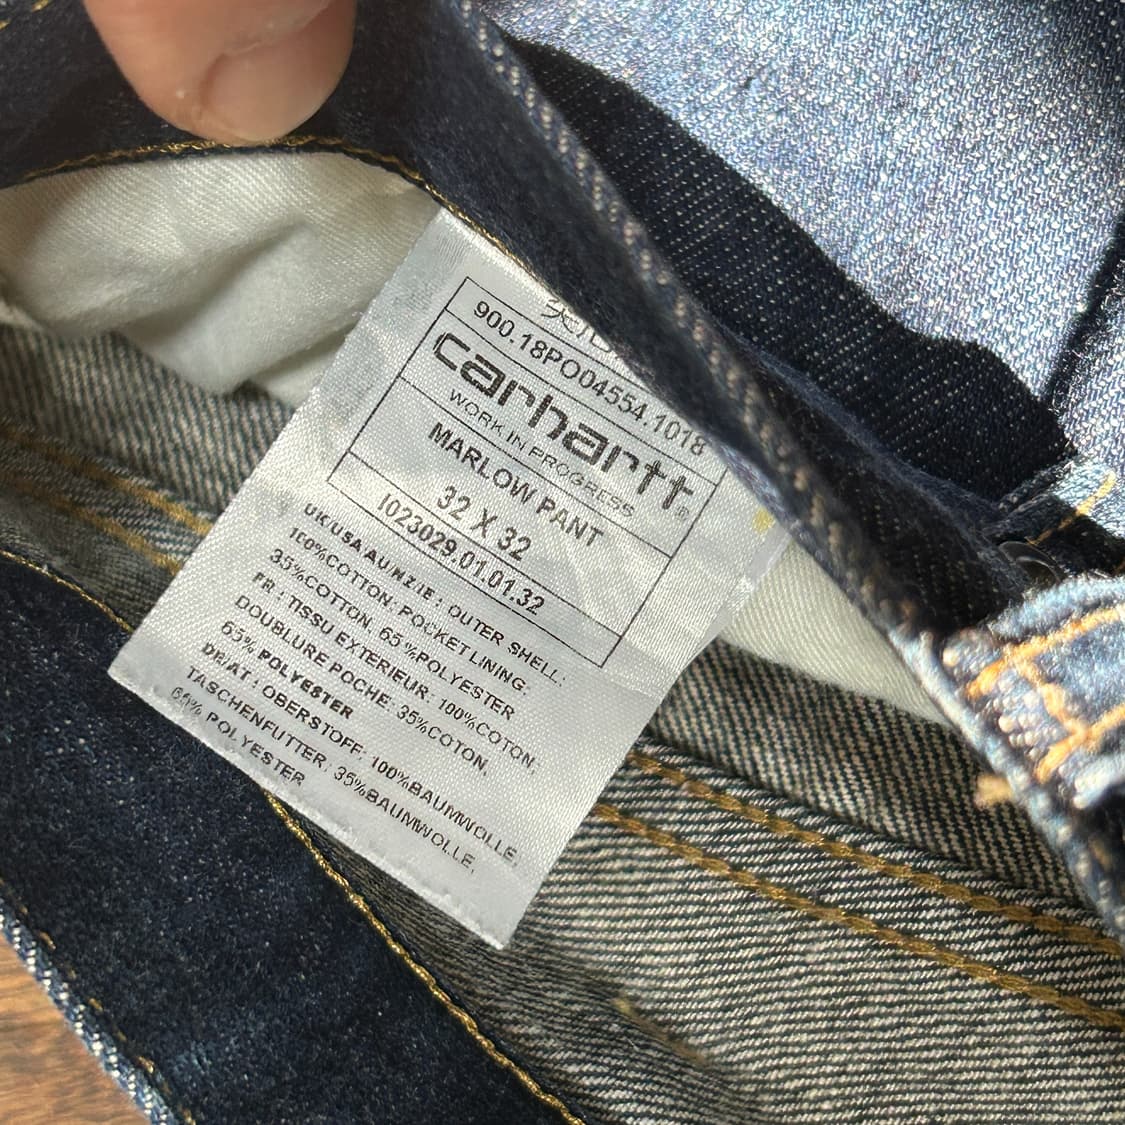 900.18PO04554.1018
carhartt®
WORK IN PROGRESS
MARLOW PANT
32 X 32
I023029.01.01.32
UK/USA/AU/NZ/IE: OUTER SHELL:
100%COTTON; POCKET LINING:
35%COTTON, 65%POLYESTER
FR : TISSU EXTERIEUR: 100%COTON,
DOUBLURE POCHE: 35%COTON,
65% POLYESTER
DE/AT : OBERSTOFF: 100%BAUMWOLLE,
TASCHENFUTTER: 35%BAUMWOLLE,
65% POLYESTER